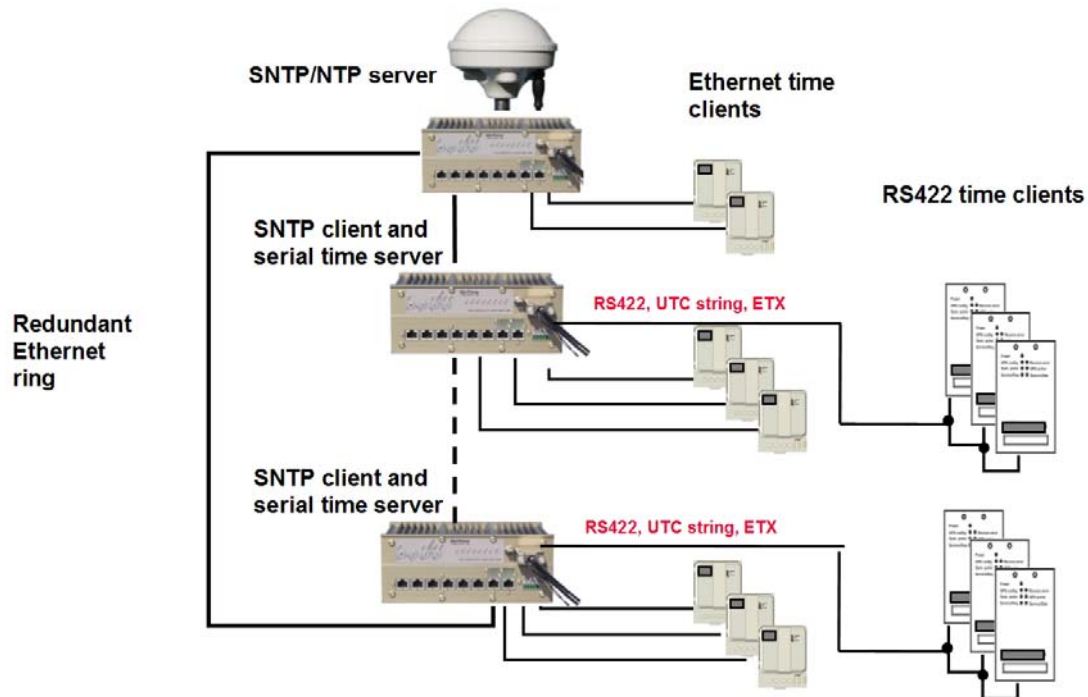 SNTP/NTP server
Ethernet time
clients
RS422 time clients
SNTP client and
serial time server
RS422, UTC string, ETX
Redundant
Ethernet
ring
SNTP client and
serial time server
RS422, UTC string, ETX